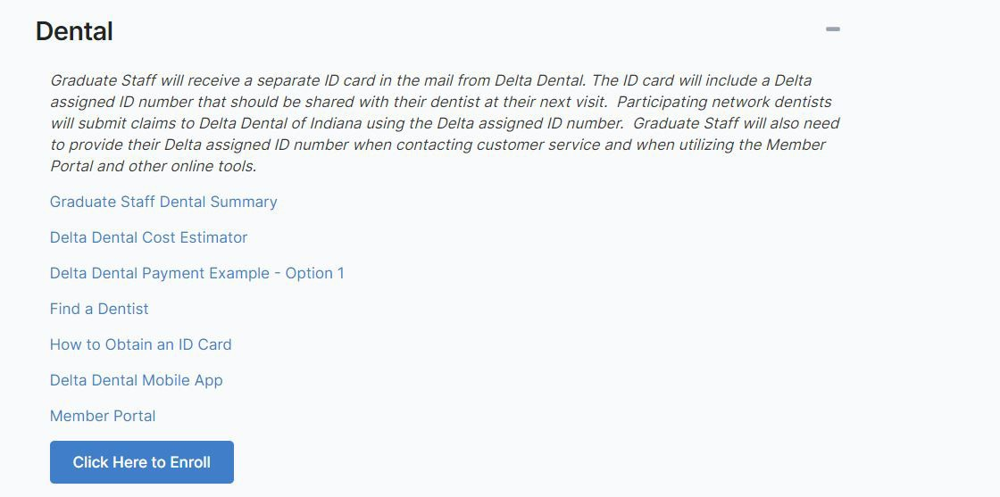 Dental
Graduate Staff will receive a separate ID card in the mail from Delta Dental. The ID card will include a Delta
assigned ID number that should be shared with their dentist at their next visit.  Participating network dentists
will submit claims to Delta Dental of Indiana using the Delta assigned ID number.  Graduate Staff will also need
to provide their Delta assigned ID number when contacting customer service and when utilizing the Member
Portal and other online tools.
Graduate Staff Dental Summary
Delta Dental Cost Estimator
Delta Dental Payment Example - Option 1
Find a Dentist
How to Obtain an ID Card
Delta Dental Mobile App
Member Portal
Click Here to Enroll